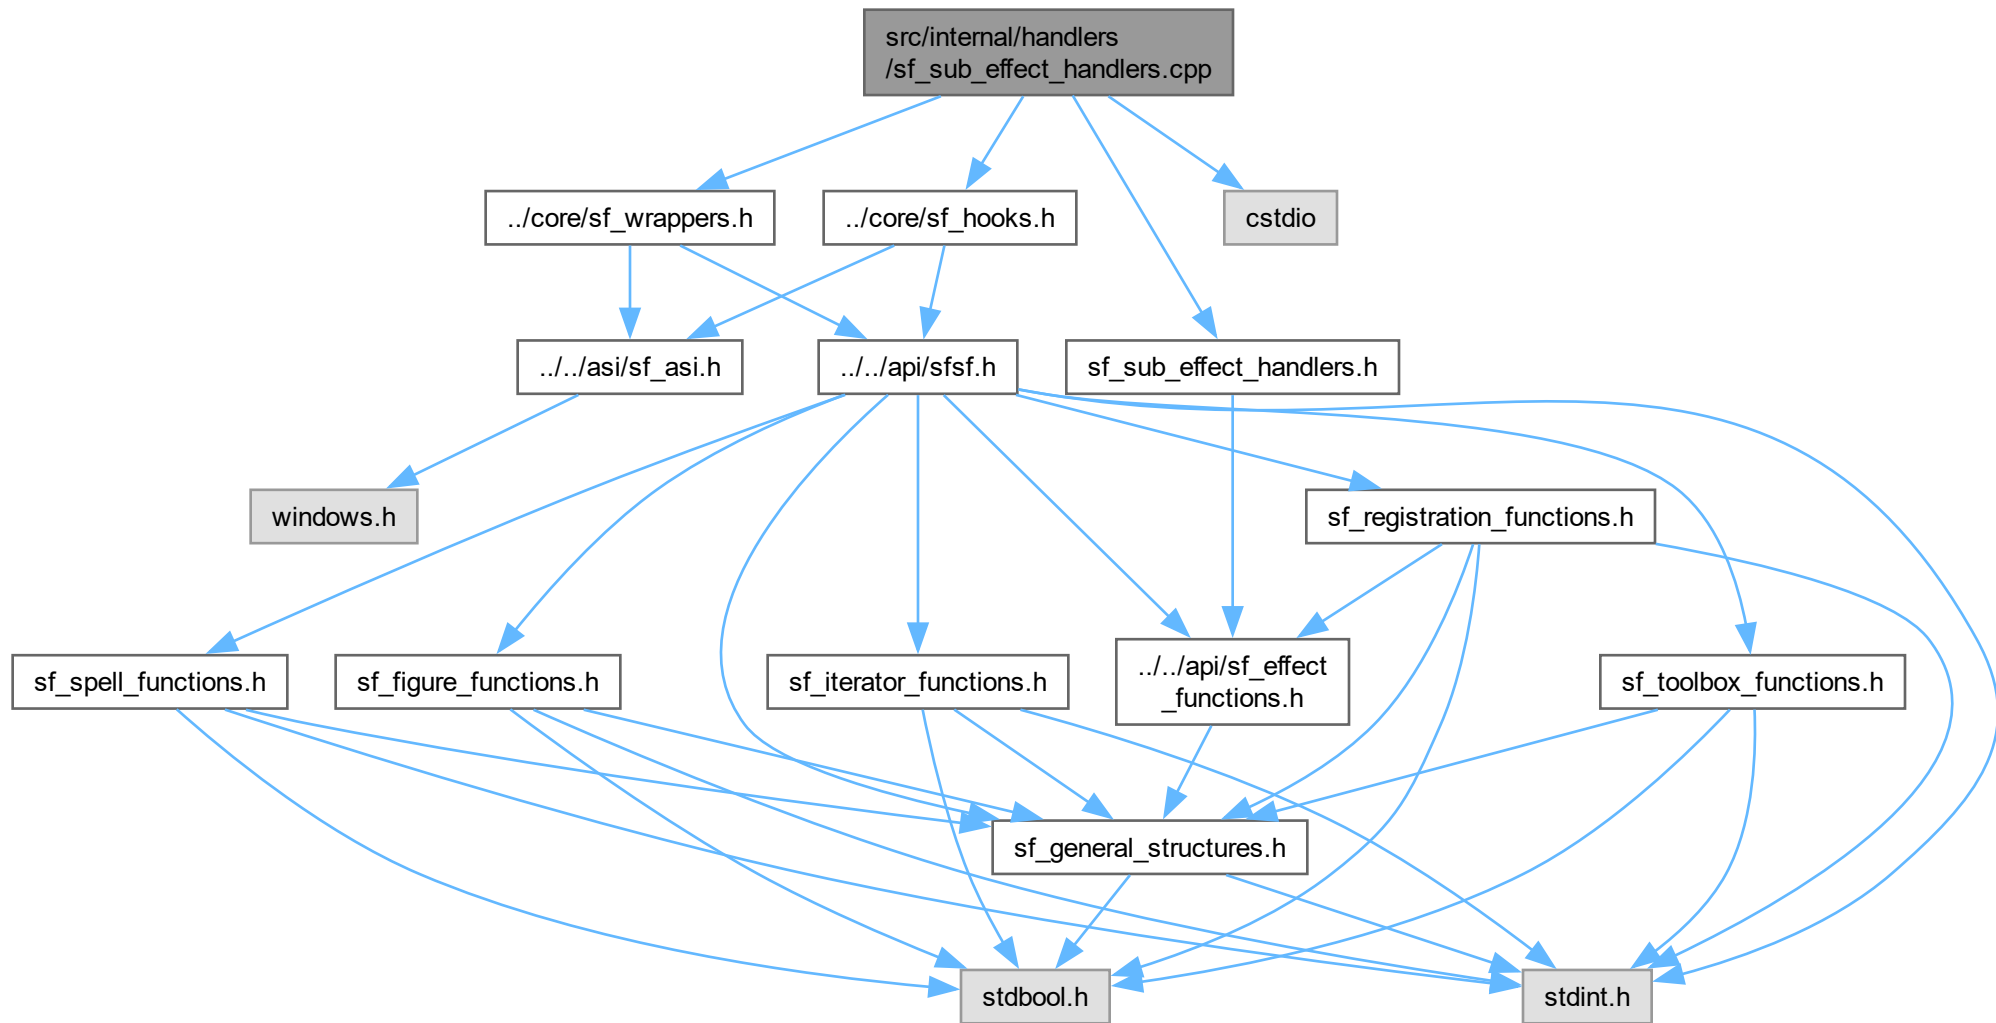 src/internal/handlers
/sf_sub_effect_handlers.cpp
../core/sf_wrappers.h
../core/sf_hooks.h
cstdio
../../asi/sf_asi.h
../../api/sfsf.h
sf_sub_effect_handlers.h
windows.h
sf_registration_functions.h
sf_spell_functions.h
sf_figure_functions.h
sf_iterator_functions.h
../../api/sf_effect
_functions.h
sf_toolbox_functions.h
sf_general_structures.h
stdbool.h
stdint.h